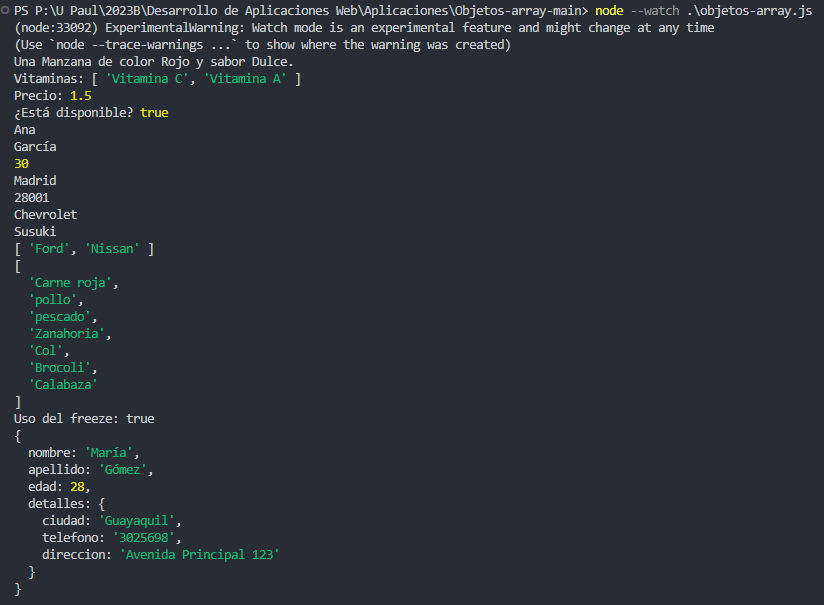 PS P:\U Paul\2023B\Desarrollo de Aplicaciones Web\Aplicaciones\Objetos-array-main> node --watch .\objetos-array.js
(node:33092) ExperimentalWarning: Watch mode is an experimental feature and might change at any time
(Use `node --trace-warnings ...` to show where the warning was created)
Una Manzana de color Rojo y sabor Dulce.
Vitaminas: [ 'Vitamina C', 'Vitamina A' ]
Precio: 1.5
¿Está disponible? true
Ana
García
30
Madrid
28001
Chevrolet
Susuki
[ 'Ford', 'Nissan' ]
[
  'Carne roja',
  'pollo',
  'pescado',
  'Zanahoria',
  'Col',
  'Brocoli',
  'Calabaza'
]
Uso del freeze: true
{
  nombre: 'María',
  apellido: 'Gómez',
  edad: 28,
  detalles: {
    ciudad: 'Guayaquil',
    telefono: '3025698',
    direccion: 'Avenida Principal 123'
  }
}